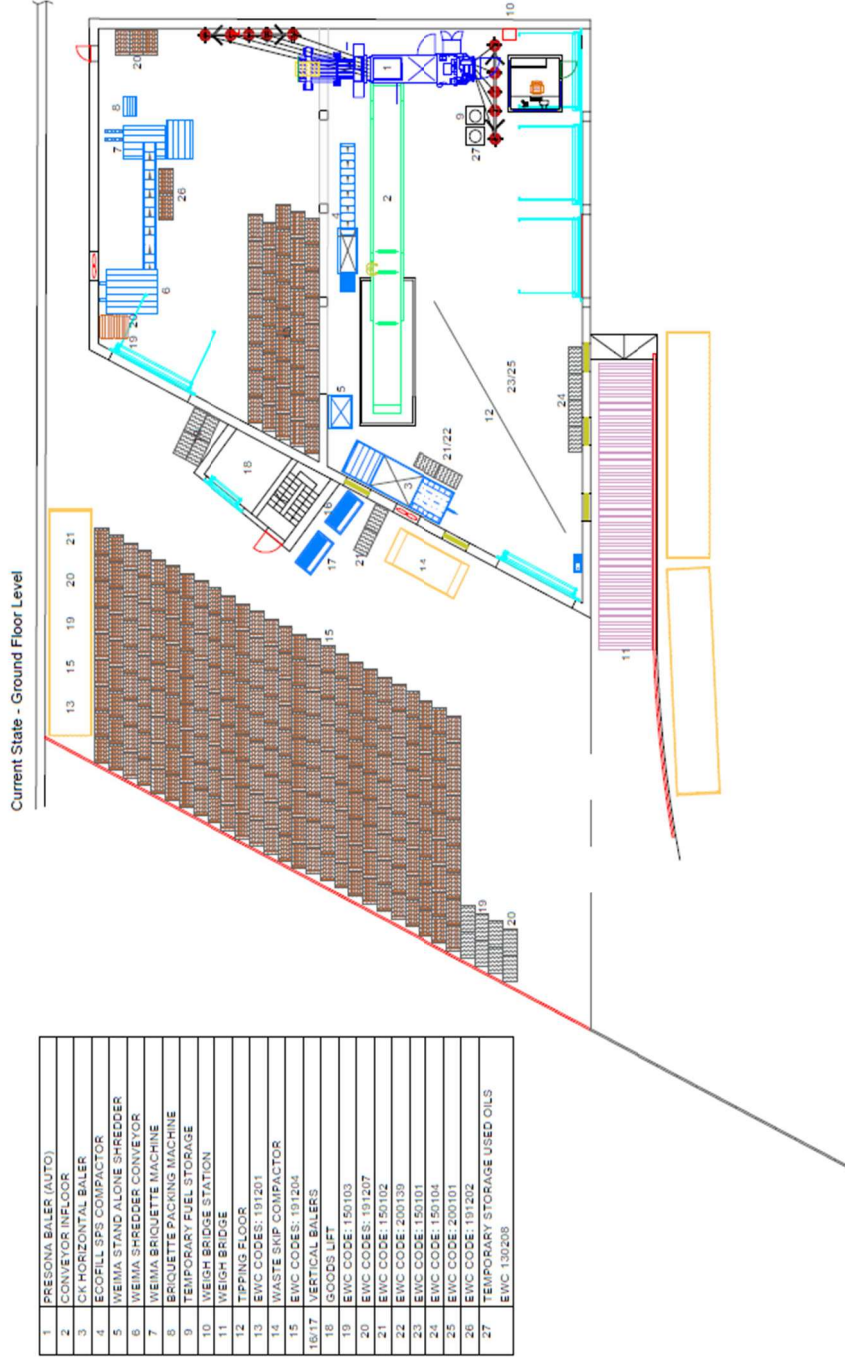 Current State - Ground Floor Level
1 PRESONA BALER (AUTO)
2 CONVEYOR INFLOOR
3 CK HORIZONTAL BALER
4 ECOFILL SPS COMPACTOR
5 WEIMA STAND ALONE SHREDDER
6 WEIMA SHREDDER CONVEYOR
7 WEIMA BRIQUETTE MACHINE
8 BRIQUETTE PACKING MACHINE
9 TEMPORARY FUEL STORAGE
10 WEIGH BRIDGE STATION
11 WEIGH BRIDGE
12 TIPPING FLOOR
13 EWC CODES: 191201
14 WASTE SKIP COMPACTOR
15 EWC CODES: 191204
16/17 VERTICAL BALERS
18 GOODS LIFT
19 EWC CODE: 150103
20 EWC CODES: 191207
21 EWC CODE: 150102
22 EWC CODE: 200139
23 EWC CODE: 150101
24 EWC CODE: 150104
25 EWC CODE: 200101
26 EWC CODE: 191202
27 TEMPORARY STORAGE USED OILS
EWC 130208
13 15 19 20 21
15
19
20
19
20
6
7
8
26
20
18
16
17
21
14
3
21/22
5
4
2
1
9
27
10
12
23/25
24
11